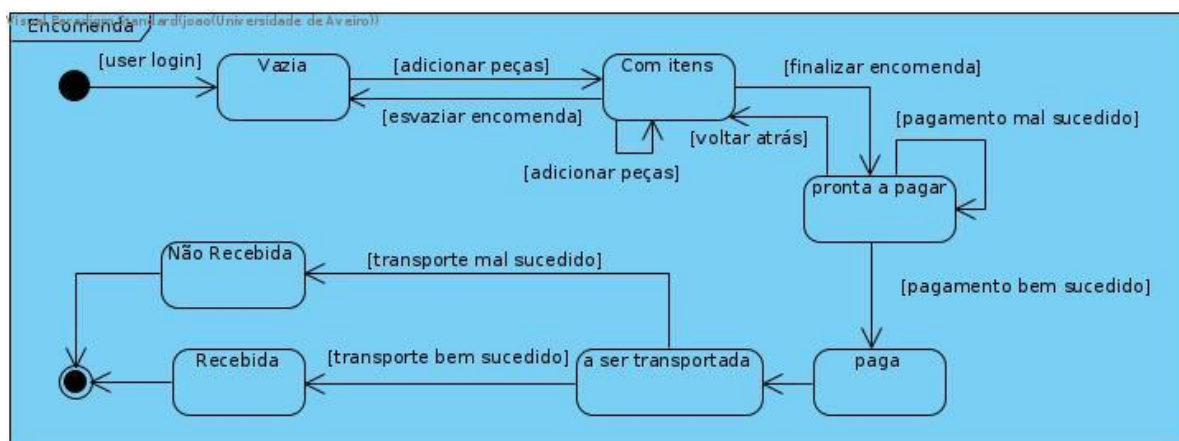 Visual Paradigm Standard(joao(Universidade de Aveiro))
Encomenda
[user login]
Vazia
[adicionar peças]
Com itens
[finalizar encomenda]
[esvaziar encomenda]
[voltar atrás]
[pagamento mal sucedido]
[adicionar peças]
pronta a pagar
Não Recebida
[transporte mal sucedido]
[pagamento bem sucedido]
Recebida
[transporte bem sucedido]
a ser transportada
paga